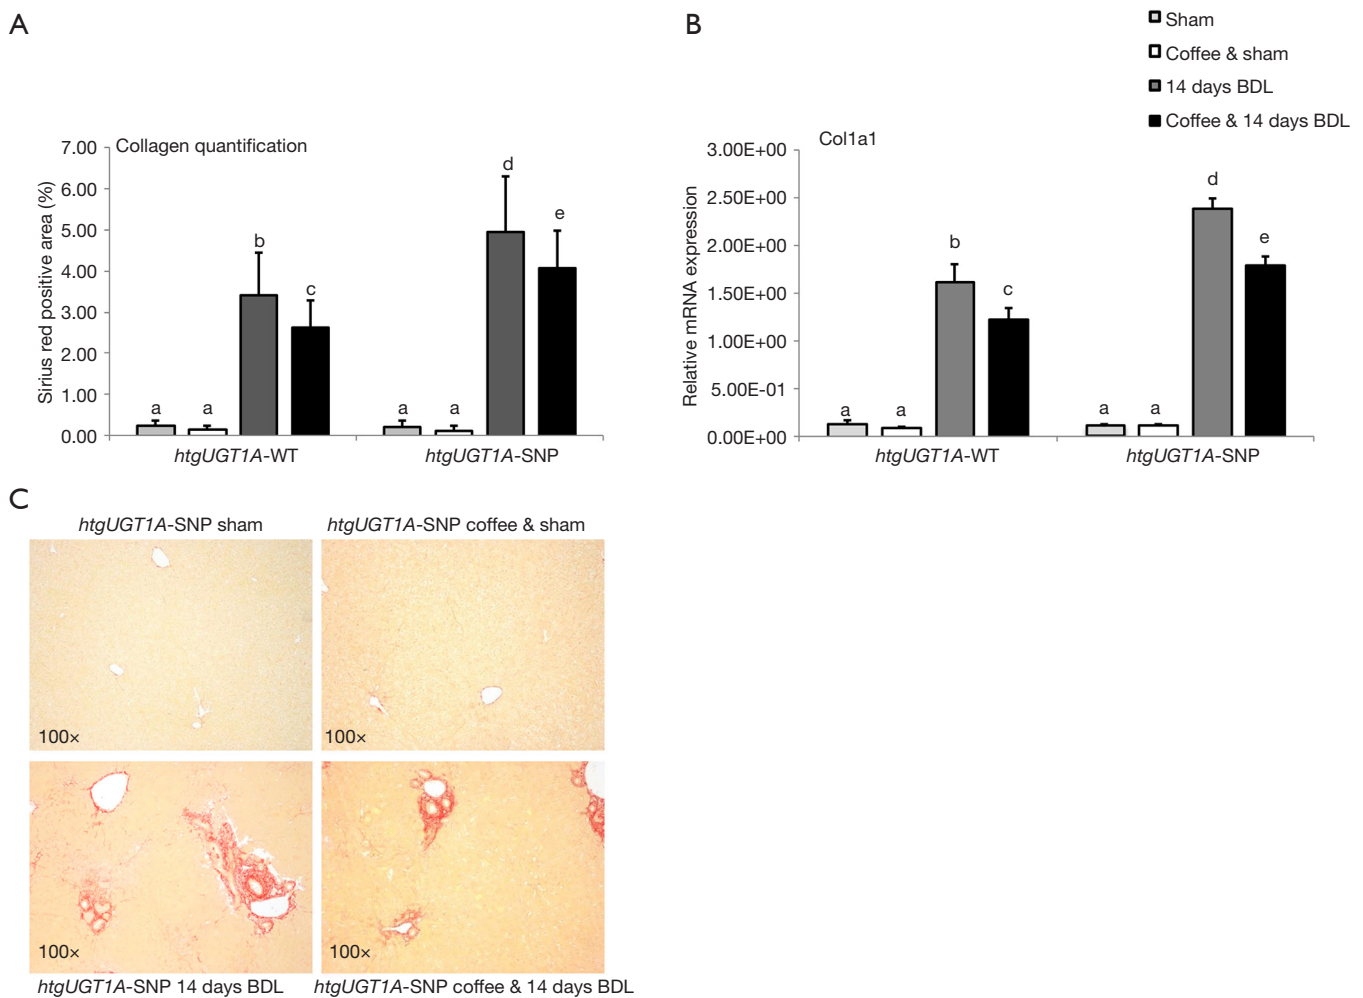 A
Collagen quantification
Sirius red positive area (%)
7.00
6.00
5.00
4.00
3.00
2.00
1.00
0.00
a
a
b
c
a
a
d
e
htgUGT1A-WT
htgUGT1A-SNP
B
Sham
Coffee & sham
14 days BDL
Coffee & 14 days BDL
Col1a1
Relative mRNA expression
3.00E+00
2.50E+00
2.00E+00
1.50E+00
1.00E+00
5.00E-01
0.00E+00
a
a
b
c
a
a
d
e
htgUGT1A-WT
htgUGT1A-SNP
C
htgUGT1A-SNP sham
htgUGT1A-SNP coffee & sham
100×
100×
100×
100×
htgUGT1A-SNP 14 days BDL
htgUGT1A-SNP coffee & 14 days BDL